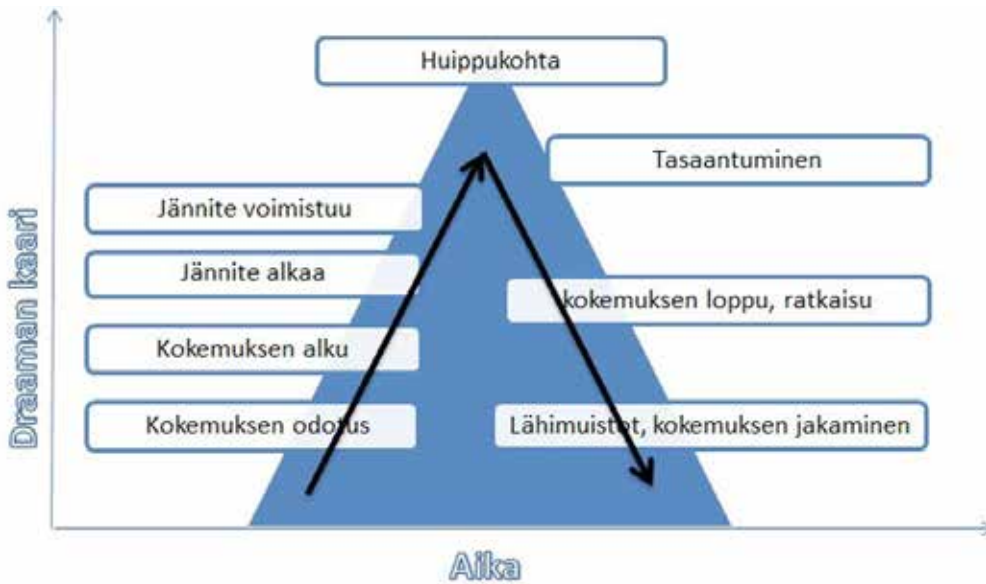 Huippukohta
Tasaantuminen
Jännite voimistuu
Jännite alkaa
kokemuksen loppu, ratkaisu
Kokemuksen alku
Kokemuksen odotus
Lähimuistot, kokemuksen jakaminen
Draaman kaari
Aika